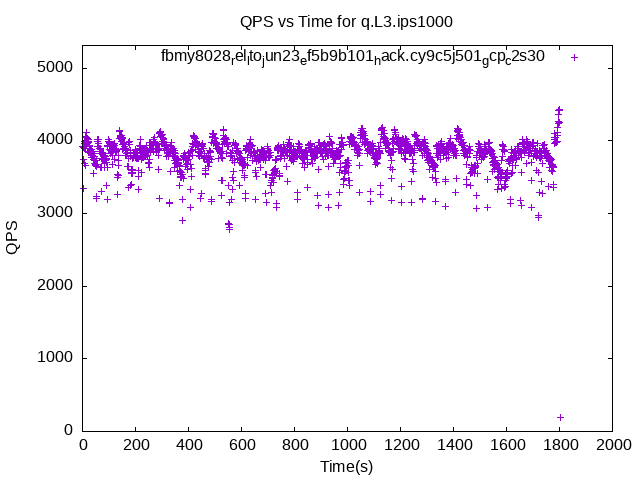 QPS vs Time for q.L3.ips1000
fbmy8028relltojun23ef5b9b101hack.cy9c5j501gcpc2s30
5000
4000
3000
2000
1000
0
QPS
0 200 400 600 800 1000 1200 1400 1600 1800 2000
Time(s)